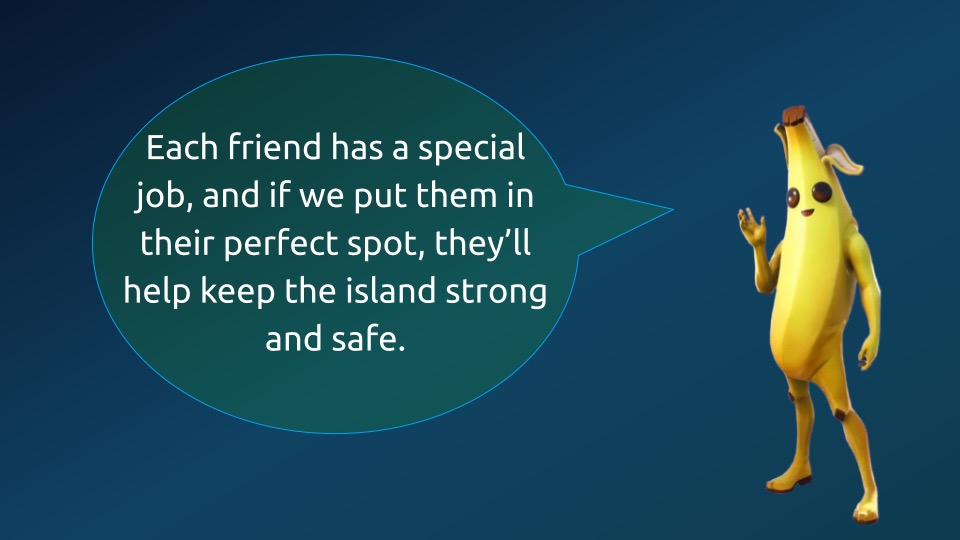 Each friend has a special
job, and if we put them in
their perfect spot, they’ll
help keep the island strong
and safe.